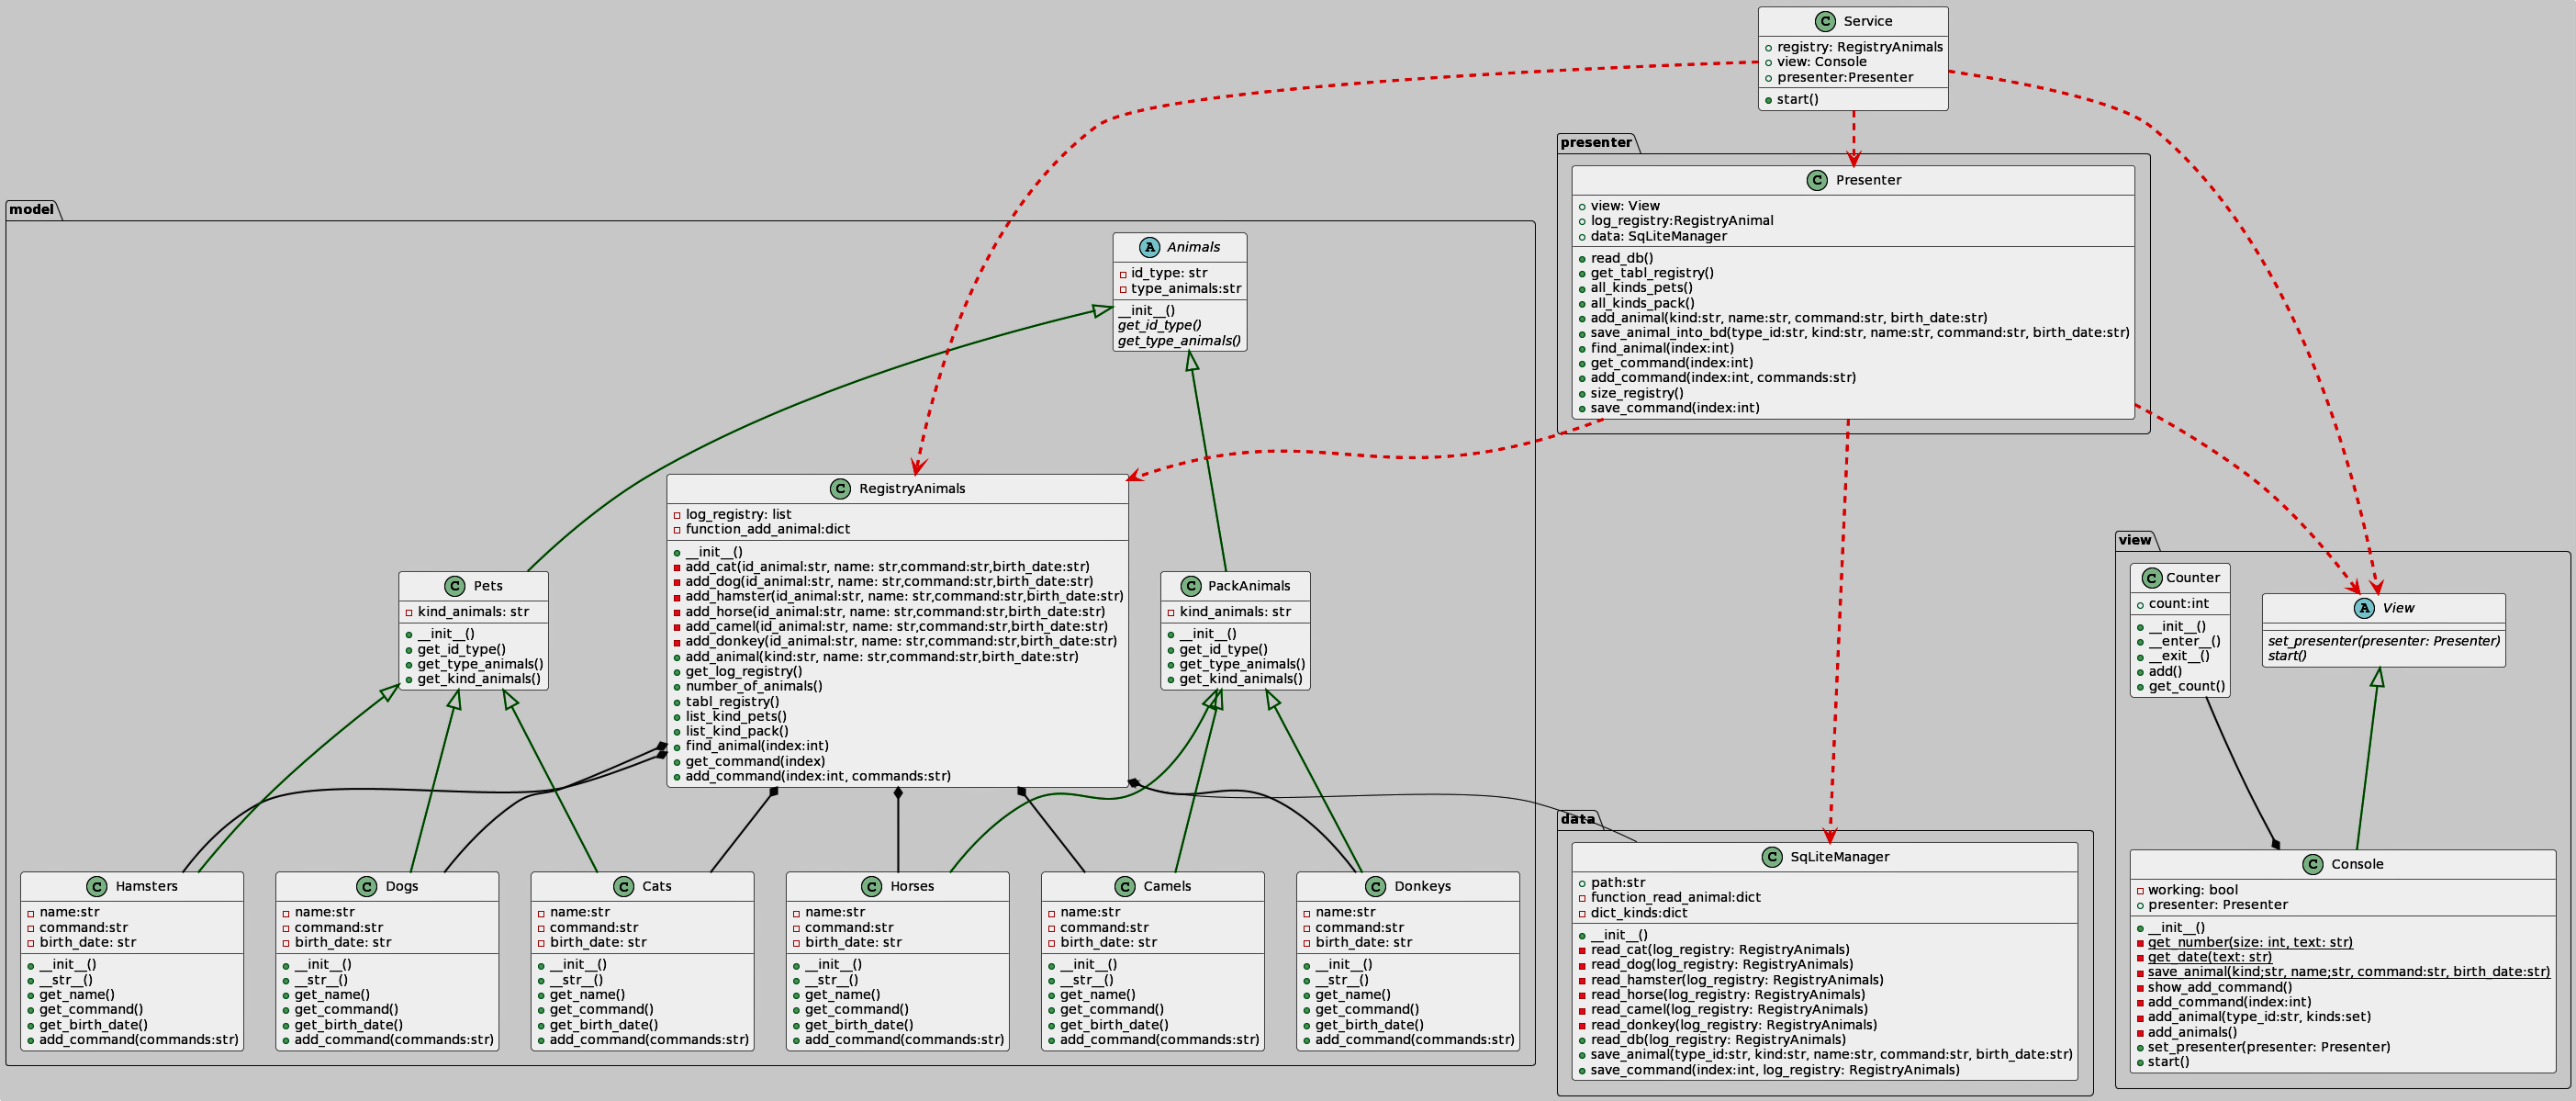 C Service
registry: RegistryAnimals
view: Console
presenter:Presenter
start()
presenter
C Presenter
view: View
log_registry:RegistryAnimal
data: SqLiteManager
read_db()
get_tabl_registry()
all_kinds_pets()
all_kinds_pack()
add_animal(kind:str, name:str, command:str, birth_date:str)
save_animal_into_bd(type_id:str, kind:str, name:str, command:str, birth_date:str)
find_animal(index:int)
get_command(index:int)
add_command(index:int, commands:str)
size_registry()
save_command(index:int)
model
A Animals
id_type: str
type_animals:str
__init__()
get_id_type()
get_type_animals()
C RegistryAnimals
log_registry: list
function_add_animal:dict
__init__()
add_cat(id_animal:str, name: str,command:str,birth_date:str)
add_dog(id_animal:str, name: str,command:str,birth_date:str)
add_hamster(id_animal:str, name: str,command:str,birth_date:str)
add_horse(id_animal:str, name: str,command:str,birth_date:str)
add_camel(id_animal:str, name: str,command:str,birth_date:str)
add_donkey(id_animal:str, name: str,command:str,birth_date:str)
add_animal(kind:str, name: str,command:str,birth_date:str)
get_log_registry()
number_of_animals()
tabl_registry()
list_kind_pets()
list_kind_pack()
find_animal(index:int)
get_command(index)
add_command(index:int, commands:str)
C Pets
kind_animals: str
__init__()
get_id_type()
get_type_animals()
get_kind_animals()
C PackAnimals
kind_animals: str
__init__()
get_id_type()
get_type_animals()
get_kind_animals()
view
C Counter
count:int
__init__()
__enter__()
__exit__()
add()
get_count()
A View
set_presenter(presenter: Presenter)
start()
C Hamsters
name:str
command:str
birth_date: str
__init__()
__str__()
get_name()
get_command()
get_birth_date()
add_command(commands:str)
C Dogs
name:str
command:str
birth_date: str
__init__()
__str__()
get_name()
get_command()
get_birth_date()
add_command(commands:str)
C Cats
name:str
command:str
birth_date: str
__init__()
__str__()
get_name()
get_command()
get_birth_date()
add_command(commands:str)
C Horses
name:str
command:str
birth_date: str
__init__()
__str__()
get_name()
get_command()
get_birth_date()
add_command(commands:str)
C Camels
name:str
command:str
birth_date: str
__init__()
__str__()
get_name()
get_command()
get_birth_date()
add_command(commands:str)
C Donkeys
name:str
command:str
birth_date: str
__init__()
__str__()
get_name()
get_command()
get_birth_date()
add_command(commands:str)
data
C SqLiteManager
path:str
function_read_animal:dict
dict_kinds:dict
__init__()
read_cat(log_registry: RegistryAnimals)
read_dog(log_registry: RegistryAnimals)
read_hamster(log_registry: RegistryAnimals)
read_horse(log_registry: RegistryAnimals)
read_camel(log_registry: RegistryAnimals)
read_donkey(log_registry: RegistryAnimals)
read_db(log_registry: RegistryAnimals)
save_animal(type_id:str, kind:str, name:str, command:str, birth_date:str)
save_command(index:int, log_registry: RegistryAnimals)
C Console
working: bool
presenter: Presenter
__init__()
get_number(size: int, text: str)
get_date(text: str)
save_animal(kind;str, name;str, command:str, birth_date:str)
show_add_command()
add_command(index:int)
add_animal(type_id:str, kinds:set)
add_animals()
set_presenter(presenter: Presenter)
start()